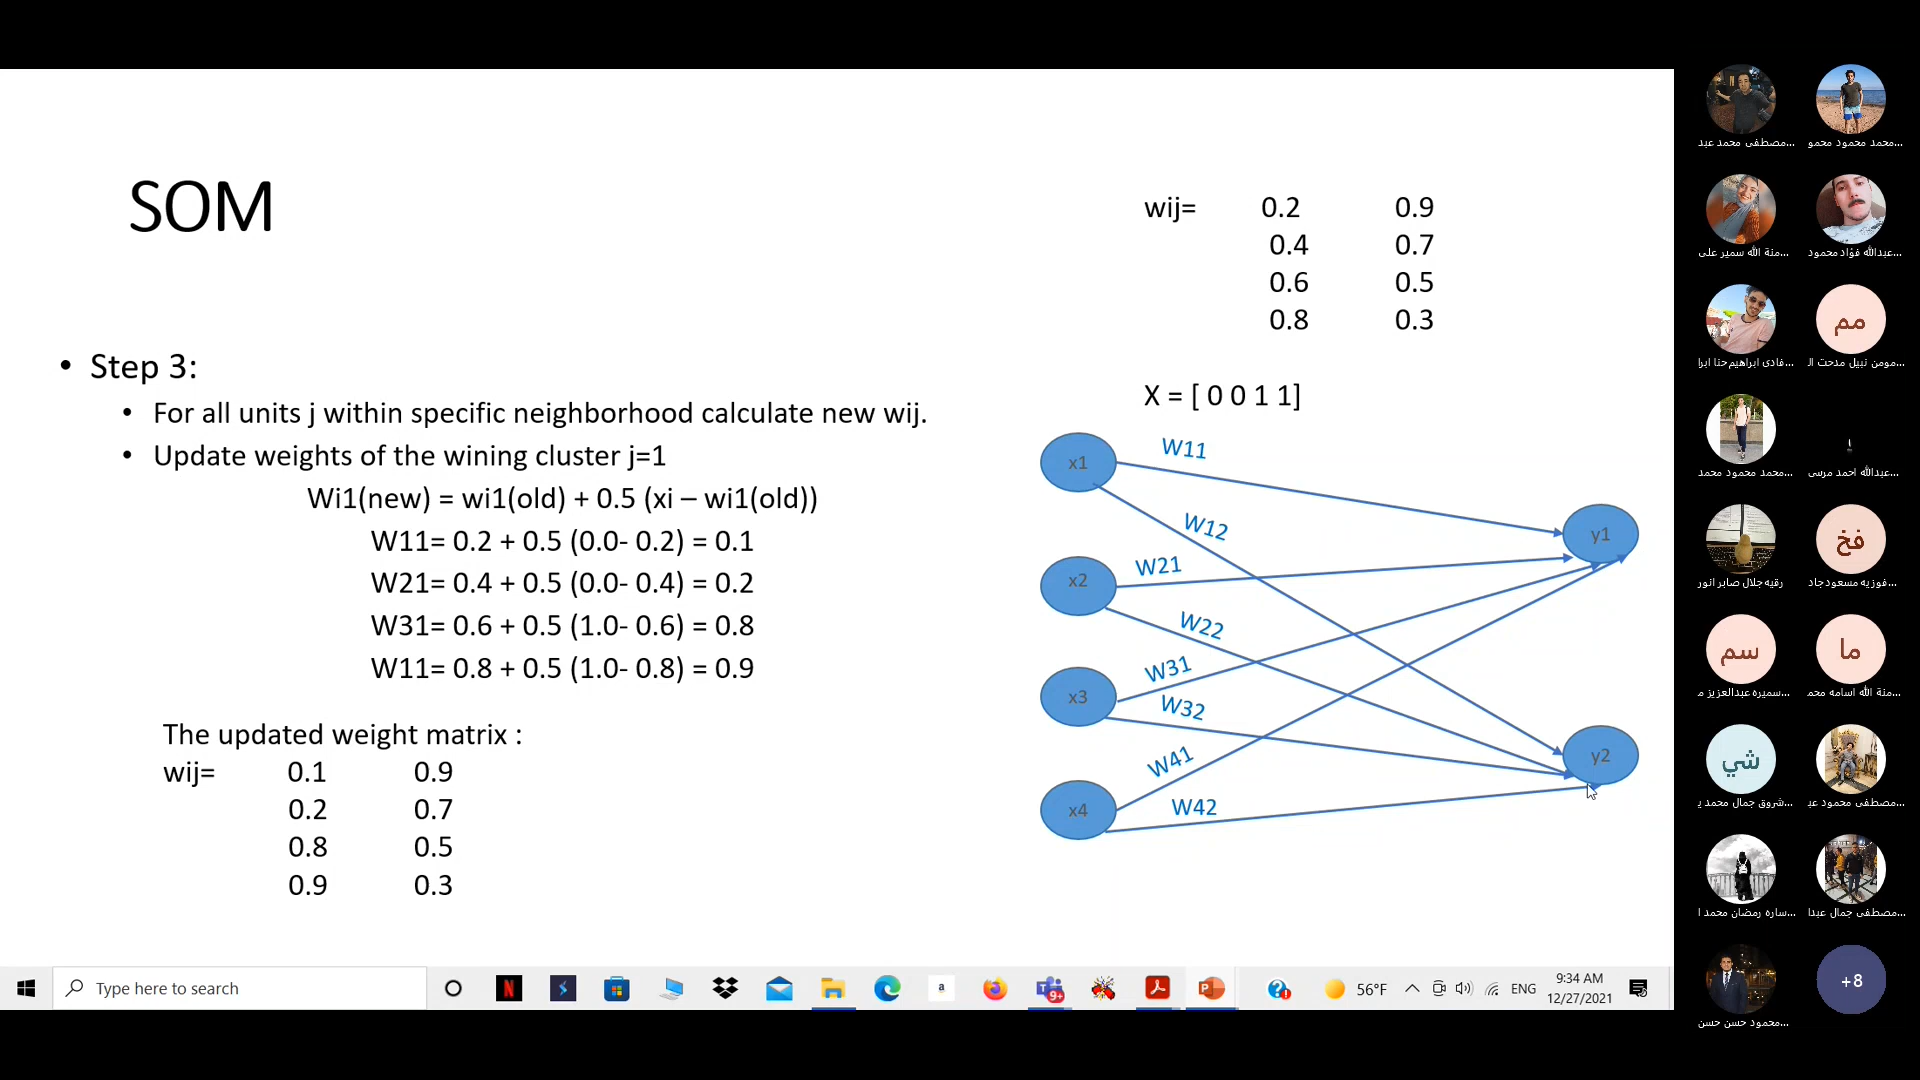 SOM
• Step 3:
• For all units j within specific neighborhood calculate new wij.
• Update weights of the wining cluster j=1
Wi1(new) = wi1(old) + 0.5 (xi – wi1(old))
W11= 0.2 + 0.5 (0.0- 0.2) = 0.1
W21= 0.4 + 0.5 (0.0- 0.4) = 0.2
W31= 0.6 + 0.5 (1.0- 0.6) = 0.8
W11= 0.8 + 0.5 (1.0- 0.8) = 0.9
The updated weight matrix :
wij= 0.1 0.9
0.2 0.7
0.8 0.5
0.9 0.3
wij= 0.2 0.9
0.4 0.7
0.6 0.5
0.8 0.3
X = [ 0 0 1 1]
x1
W11
W12
y1
x2
W21
W22
x3
W31
W32
y2
x4
W41
W42
مصطفى محمد عبد...
محمد محمود محمو...
منة الله سمير على...
عبدالله فؤاد محمود...
فادى ابراهيم حنا ابرا...
مم
مومن نبيل مدحت ال...
محمد محمود محمد...
عبدالله احمد مرسى...
رقيه جلال صابر انور
فخ
فوزيه مسعود جاد...
سم
سميره عبدالعزيز م...
ما
منة الله اسامه محمد...
شي
شروق جمال محمد ي...
مصطفى محمود عب...
ساره رمضان محمد ا...
مصطفى جمال عبدا...
محمود حسن حسن...
+8
Type here to search
a
9+
P
56°F
ENG
9:34 AM
12/27/2021